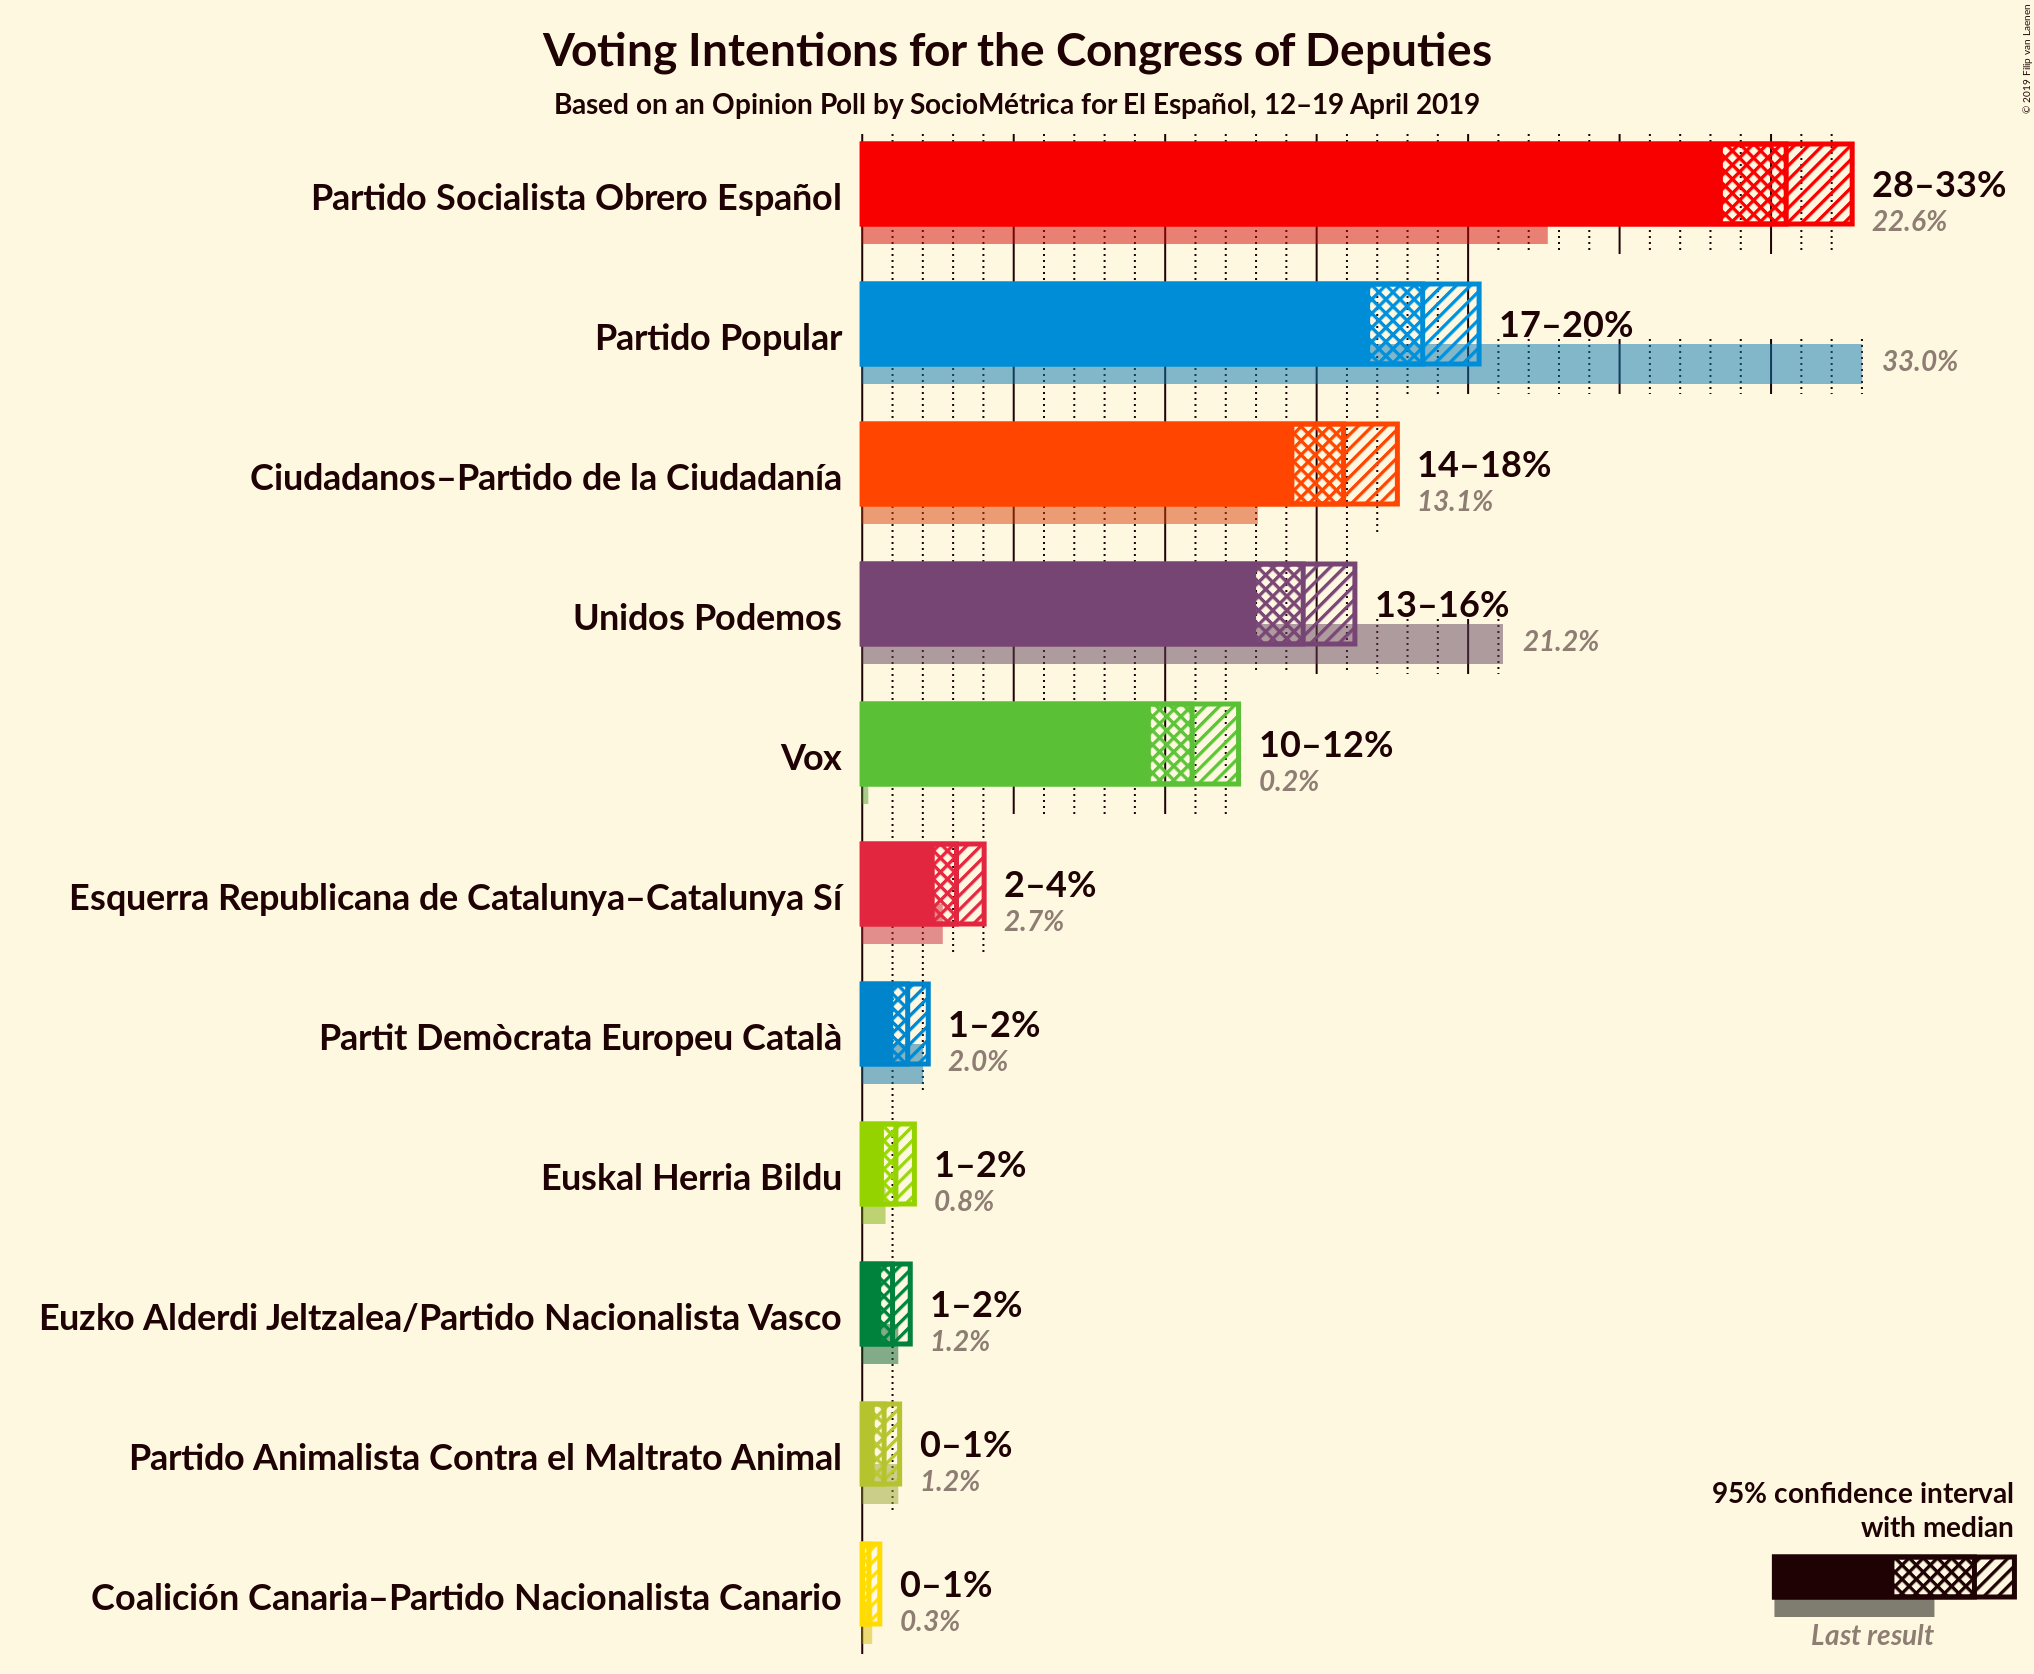 Voting Intentions for the Congress of Deputies
Based on an Opinion Poll by SocioMétrica for El Español, 12–19 April 2019
© 2019 Filip van Laenen
Partido Socialista Obrero Español
28–33%
22.6%
Partido Popular
17–20%
33.0%
Ciudadanos–Partido de la Ciudadanía
14–18%
13.1%
Unidos Podemos
13–16%
21.2%
Vox
10–12%
0.2%
Esquerra Republicana de Catalunya–Catalunya Sí
2–4%
2.7%
Partit Demòcrata Europeu Català
1–2%
2.0%
Euskal Herria Bildu
1–2%
0.8%
Euzko Alderdi Jeltzalea/Partido Nacionalista Vasco
1–2%
1.2%
Partido Animalista Contra el Maltrato Animal
0–1%
1.2%
Coalición Canaria–Partido Nacionalista Canario
0–1%
0.3%
95% confidence interval
with median
Last result